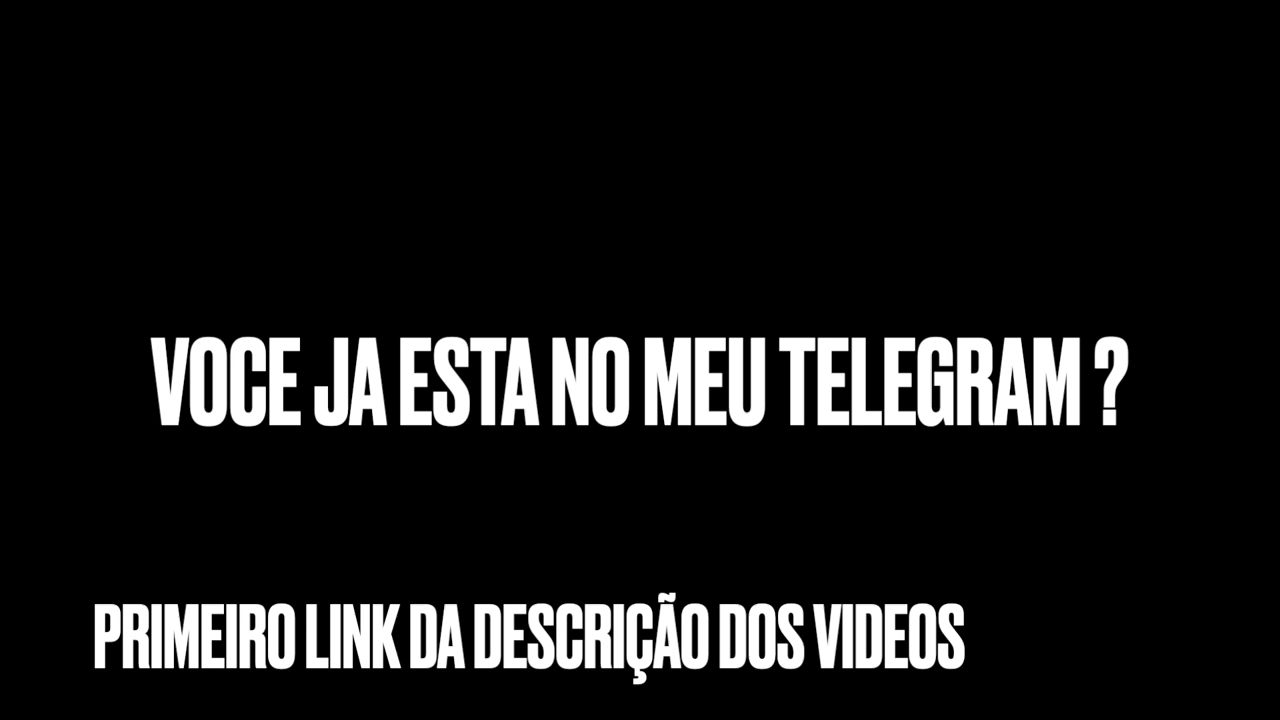 VOCE JA ESTA NO MEU TELEGRAM ?
PRIMEIRO LINK DA DESCRIÇÃO DOS VIDEOS